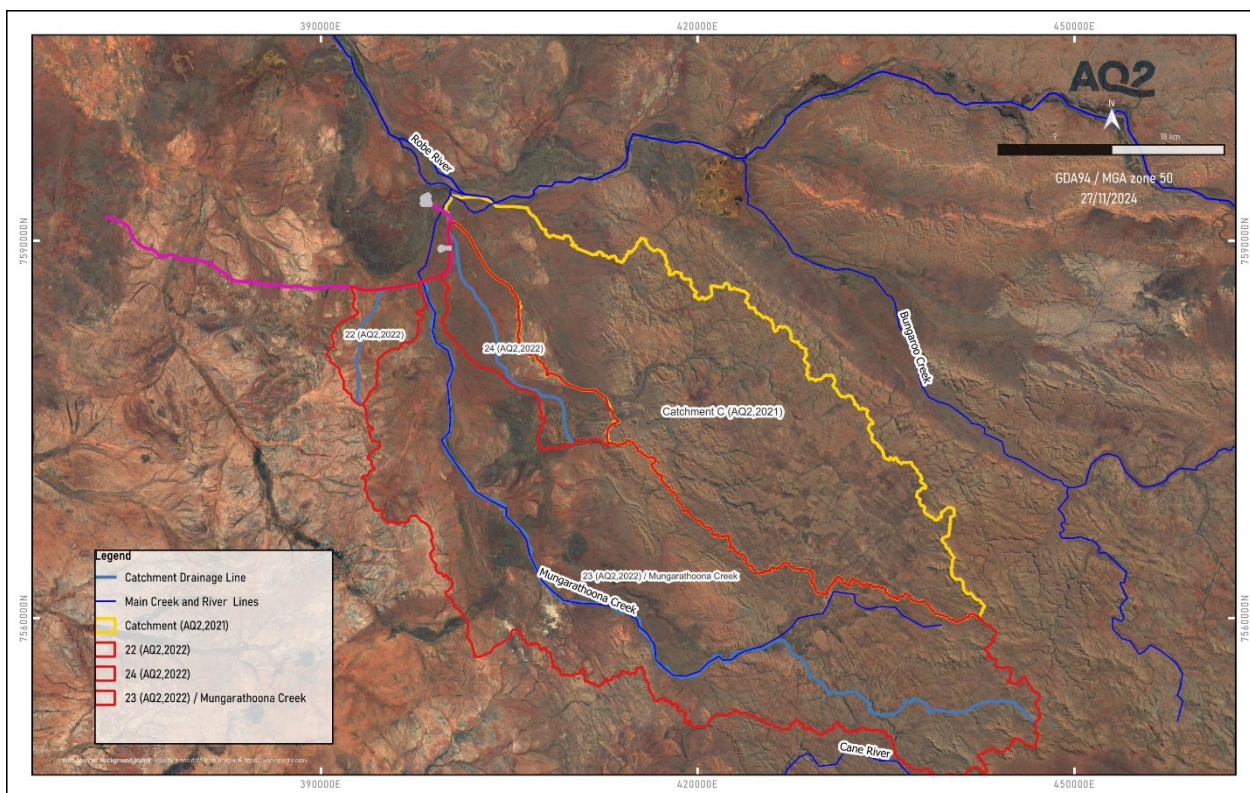 390000E
420000E
450000E
AQ2
N
9
18 km
GDA94 / MGA zone 50
27/11/2024
Robe River
7590000N
7590000N
22 (AQ2,2022)
24 (AQ2,2022)
Bungaroo Creek
Catchment C (AQ2,2021)
Legend
Catchment Drainage Line
Main Creek and River Lines
Catchment (AQ2,2021)
22 (AQ2,2022)
24 (AQ2,2022)
23 (AQ2,2022) / Mungarathoona Creek
23 (AQ2,2022) / Mungarathoona Creek
Mungarathoona Creek
7560000N
7560000N
Cane River
390000E
420000E
450000E